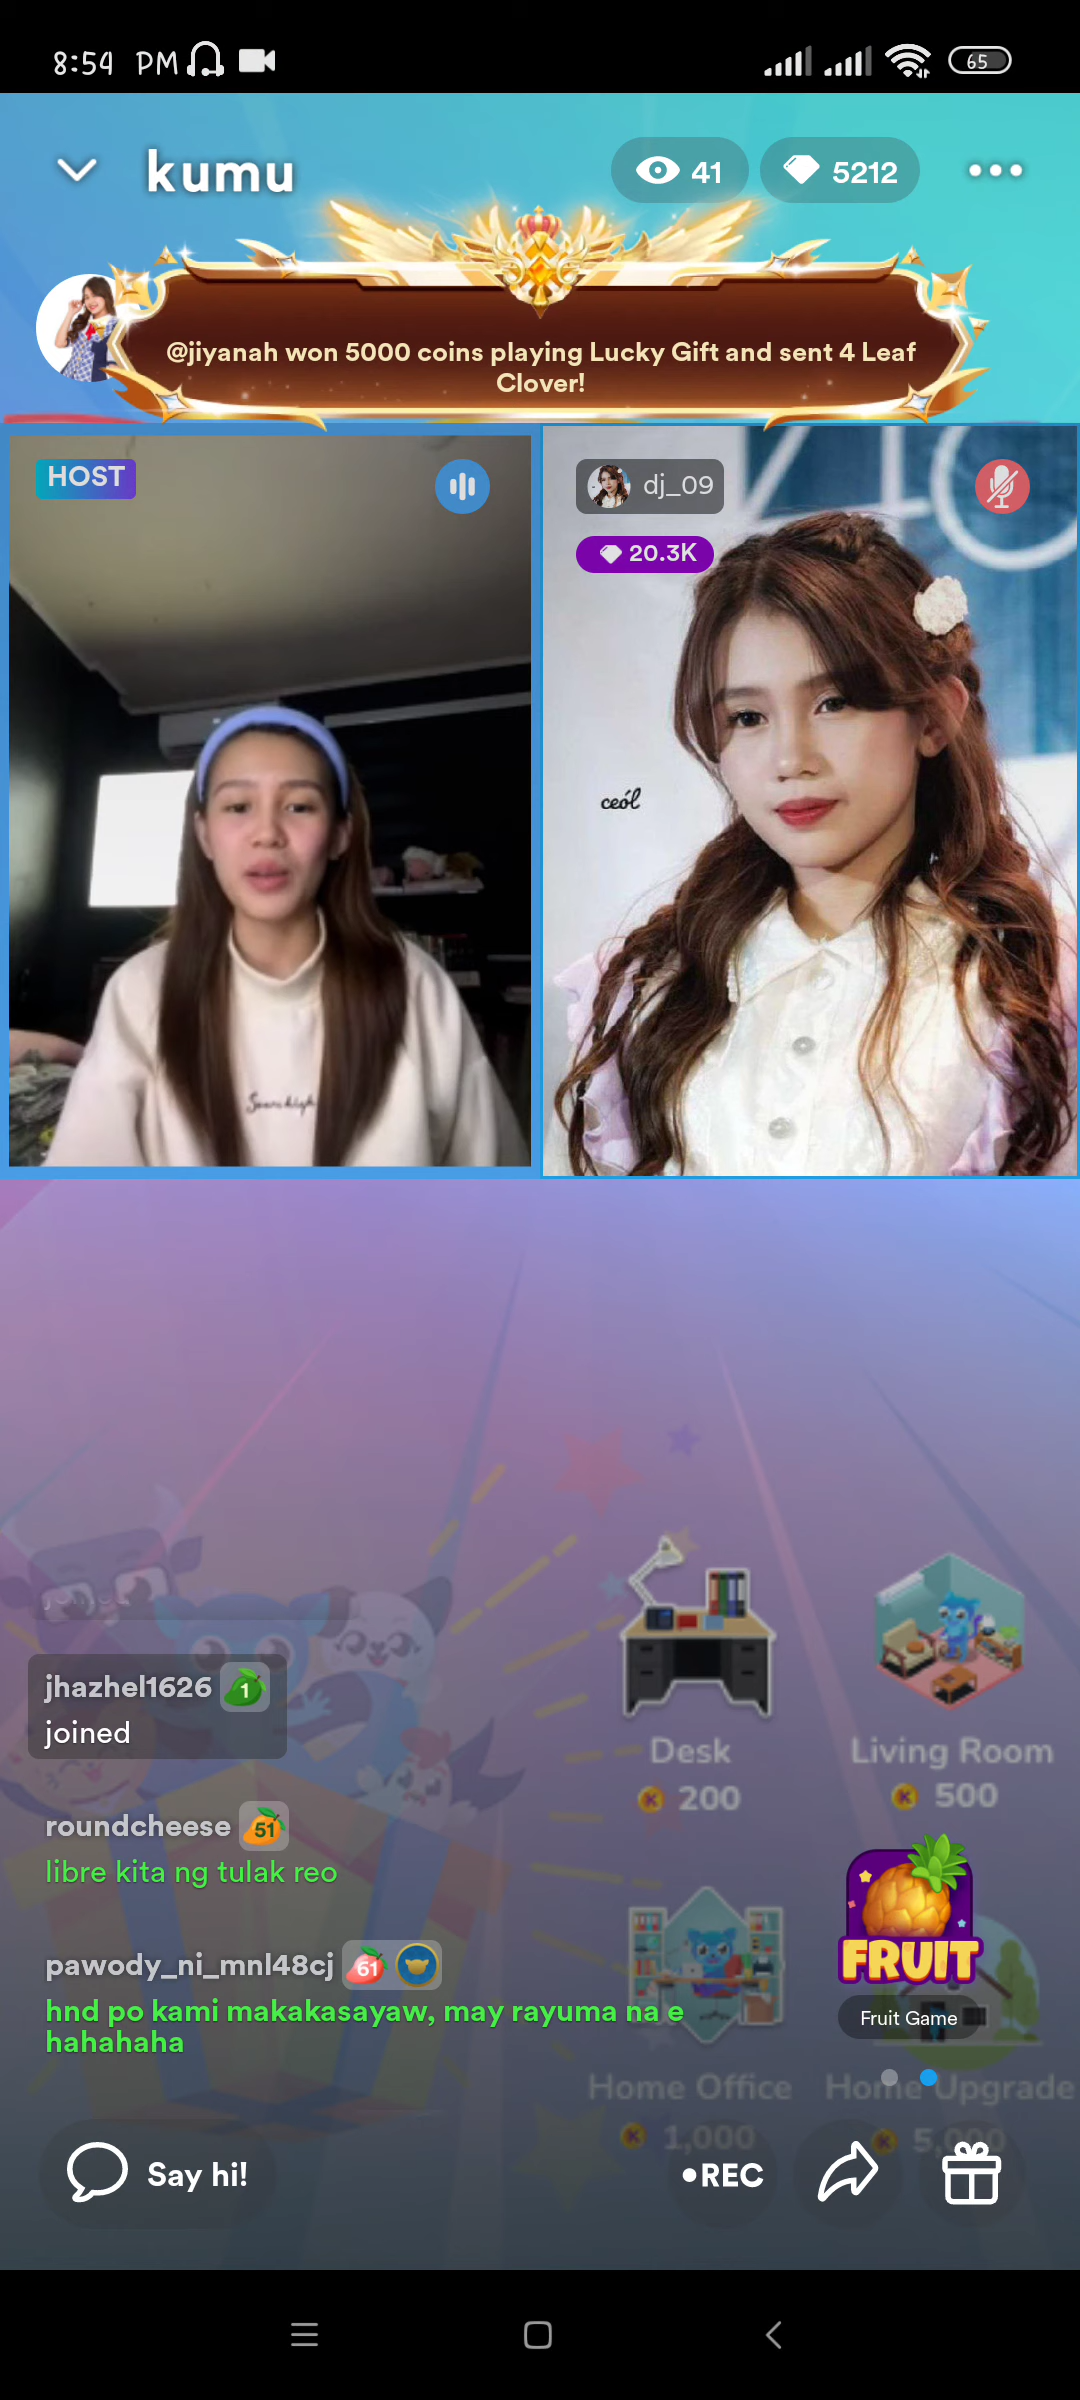 8:54 PM
65
kumu
41
5212
@jiyanah won 5000 coins playing Lucky Gift and sent 4 Leaf
Clover!
HOST
dj_09
20.3K
ceól
joined
jhazhel1626 1
joined
roundcheese 51
libre kita ng tulak reo
pawody_ni_mnl48cj 61
hnd po kami makakasayaw, may rayuma na e
hahahaha
Desk
200
Living Room
500
FRUIT
Fruit Game
Home Office
1,000
Home Upgrade
5,000
Say hi!
•REC